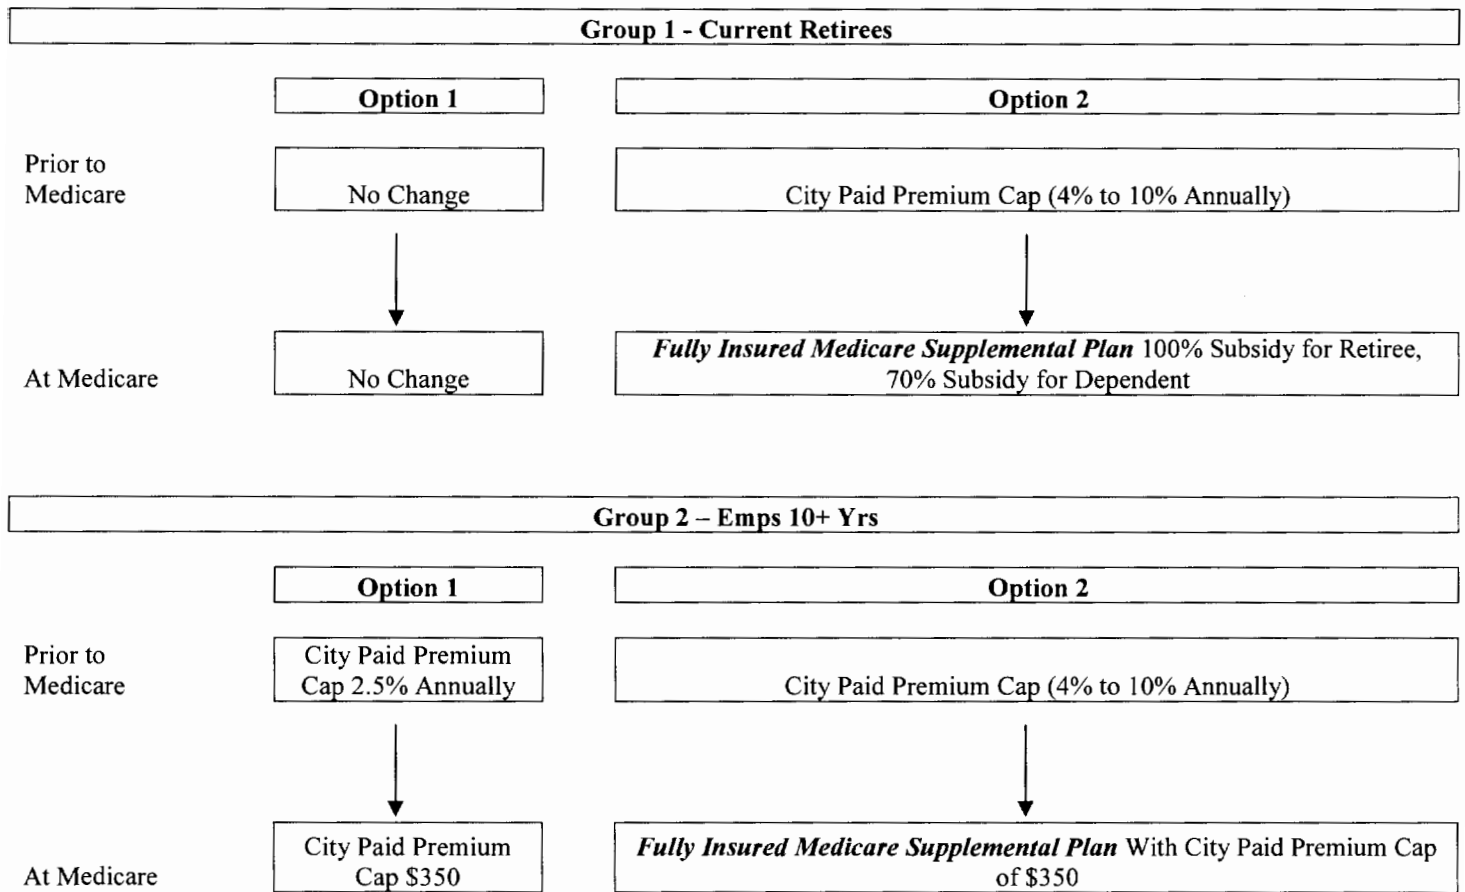 Group 1 - Current Retirees
Option 1
Option 2
Prior to
Medicare
No Change
City Paid Premium Cap (4% to 10% Annually)
At Medicare
No Change
Fully Insured Medicare Supplemental Plan 100% Subsidy for Retiree,
70% Subsidy for Dependent
Group 2 – Emps 10+ Yrs
Option 1
Option 2
Prior to
Medicare
City Paid Premium
Cap 2.5% Annually
City Paid Premium Cap (4% to 10% Annually)
At Medicare
City Paid Premium
Cap $350
Fully Insured Medicare Supplemental Plan With City Paid Premium Cap
of $350